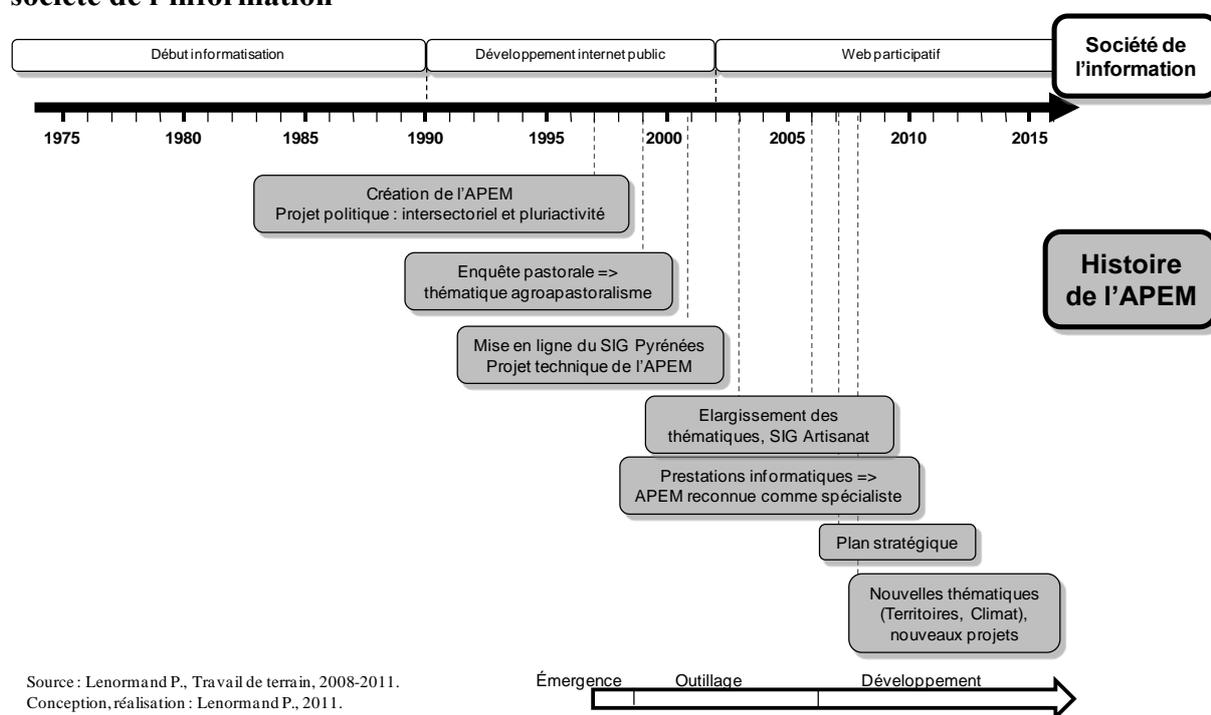 société de l'information
Début informatisation
Développement internet public
Web participatif
Société de
l'information
1975 1980 1985 1990 1995 2000 2005 2010 2015
Création de l'APEM
Projet politique : intersectoriel et pluriactivité
Enquête pastorale =>
thématique agroapastoralisme
Histoire
de l'APEM
Mise en ligne du SIG Pyrénées
Projet technique de l'APEM
Elargissement des
thématiques, SIG Artisanat
Prestations informatiques =>
APEM reconnue comme spécialiste
Plan stratégique
Nouvelles thématiques
(Territoires, Climat),
nouveaux projets
Émergence Outillage Développement
Source : Lenormand P., Travail de terrain, 2008-2011.
Conception, réalisation : Lenormand P., 2011.